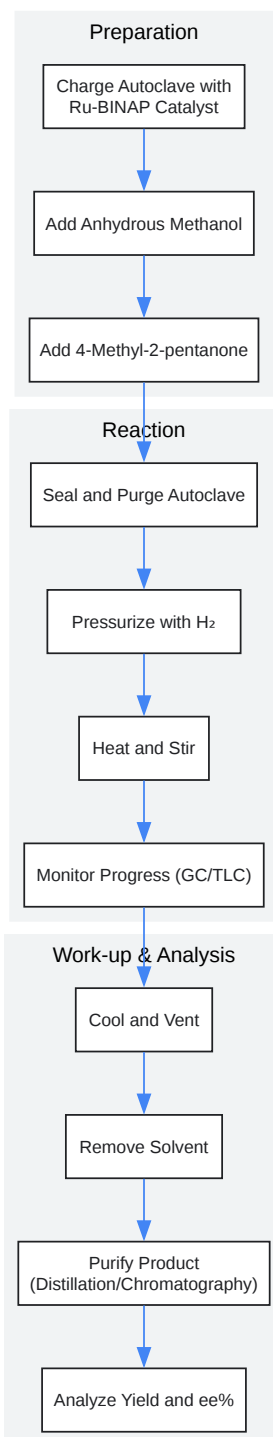 Preparation
Charge Autoclave with
Ru-BINAP Catalyst
Add Anhydrous Methanol
Add 4-Methyl-2-pentanone
Reaction
Seal and Purge Autoclave
Pressurize with H₂
Heat and Stir
Monitor Progress (GC/TLC)
Work-up & Analysis
Cool and Vent
Remove Solvent
Purify Product
(Distillation/Chromatography)
Analyze Yield and ee%